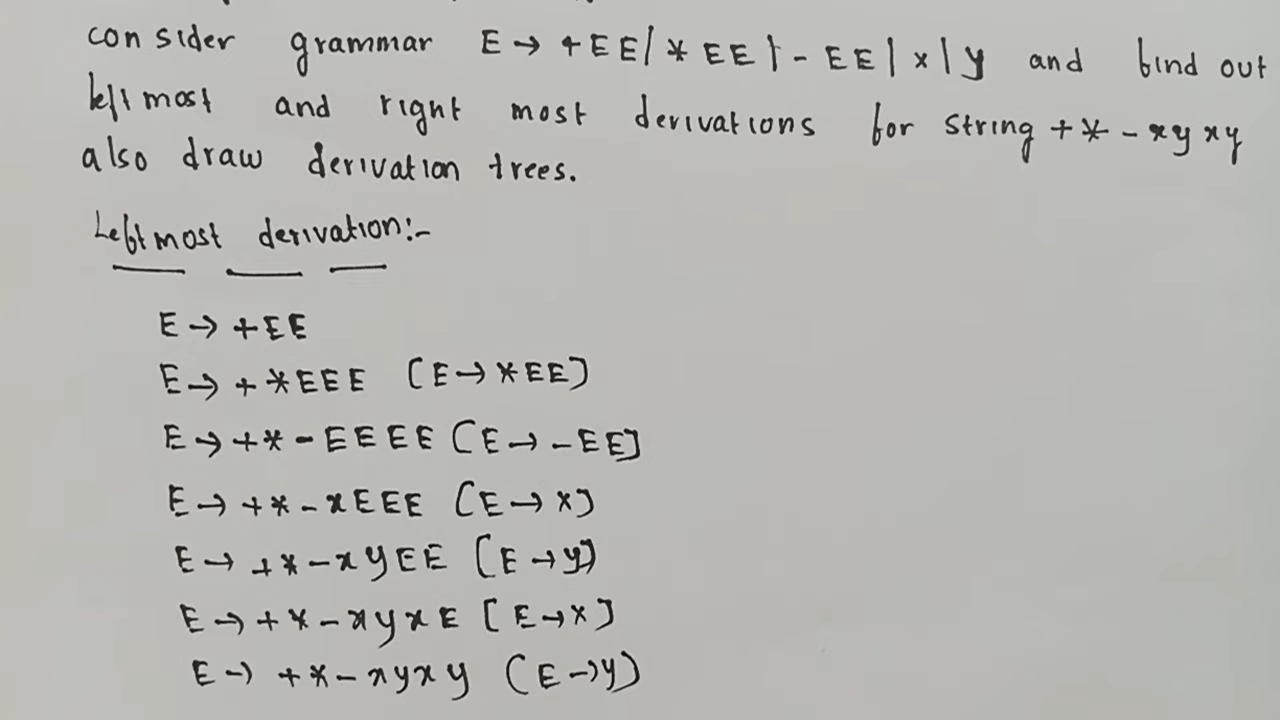 consider grammar E → +EE | * EE | - EE | x | y and find out
left most and right most derivations for string + * - xyxy
also draw derivation trees.
Leftmost derivation:-
E → +EE
E → + *EEE [E → *EE]
E → +* - EEEE [E → -EE]
E → +* - xEEE [E → x]
E → +* - xyEE [E → y]
E → +* - xyxE [E → x]
E → +* - xyxy (E → y)